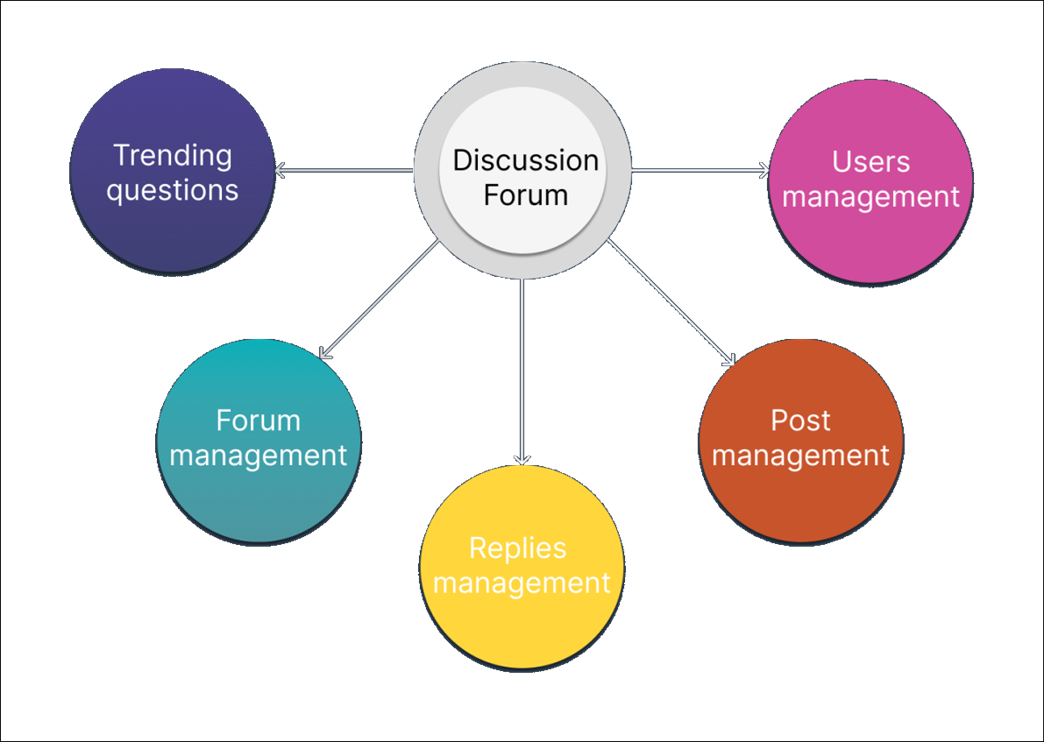 Trending
questions
Discussion
Forum
Users
management
Forum
management
Replies
management
Post
management